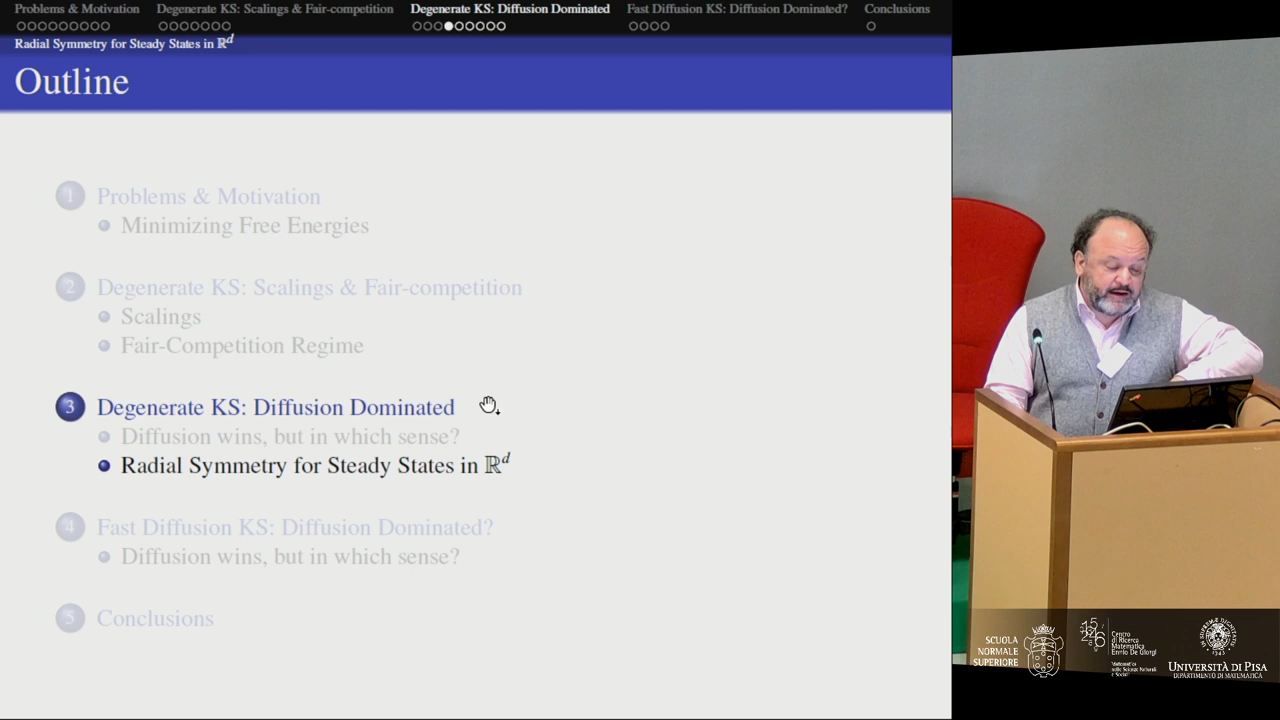 Problems & Motivation Degenerate KS: Scalings & Fair-competition Degenerate KS: Diffusion Dominated Fast Diffusion KS: Diffusion Dominated? Conclusions
Radial Symmetry for Steady States in ℝᵈ
Outline
1 Problems & Motivation
Minimizing Free Energies
2 Degenerate KS: Scalings & Fair-competition
Scalings
Fair-Competition Regime
3 Degenerate KS: Diffusion Dominated
Diffusion wins, but in which sense?
Radial Symmetry for Steady States in ℝᵈ
4 Fast Diffusion KS: Diffusion Dominated?
Diffusion wins, but in which sense?
5 Conclusions
SCUOLA
NORMALE
SUPERIORE
Centro
di Ricerca
Matematica
Ennio De Giorgi
UNIVERSITÀ DI PISA
DIPARTIMENTO DI MATEMATICA